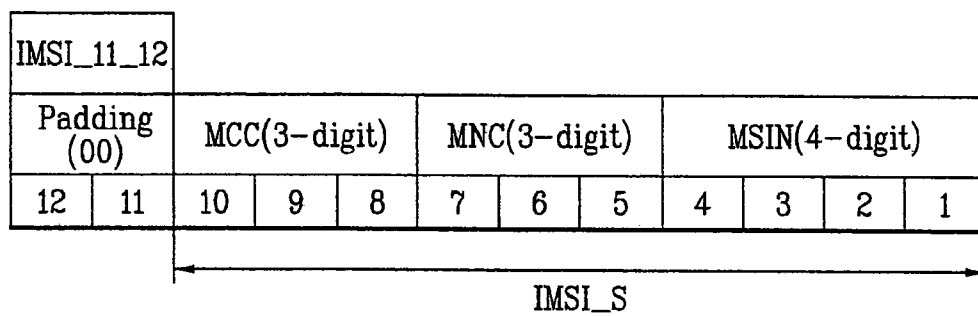 IMSI_11_12
Padding (00) MCC(3-digit) MNC(3-digit) MSIN(4-digit)
12 11 10 9 8 7 6 5 4 3 2 1
IMSI_S